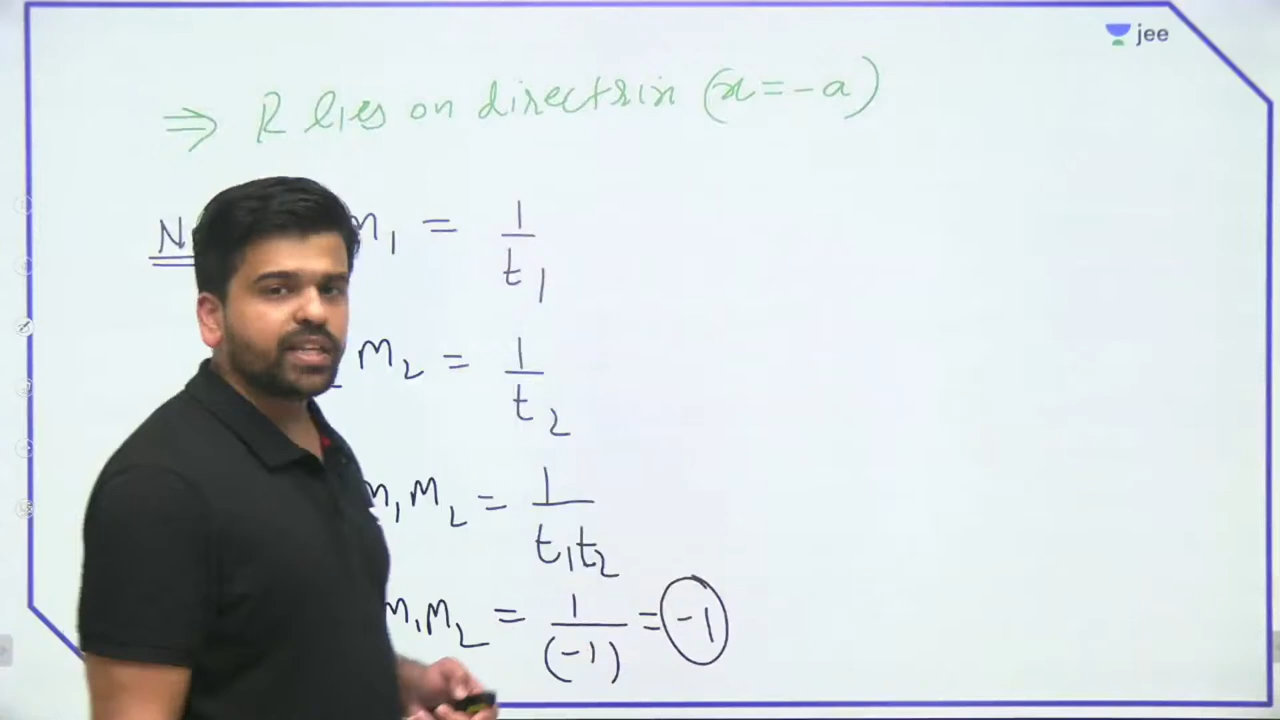 jee
⇒ R lies on directrix (x=-a)
N
m₁ = 1/t₁
m₂ = 1/t₂
m₁m₂ = 1/t₁t₂
m₁m₂ = 1/(-1) = -1